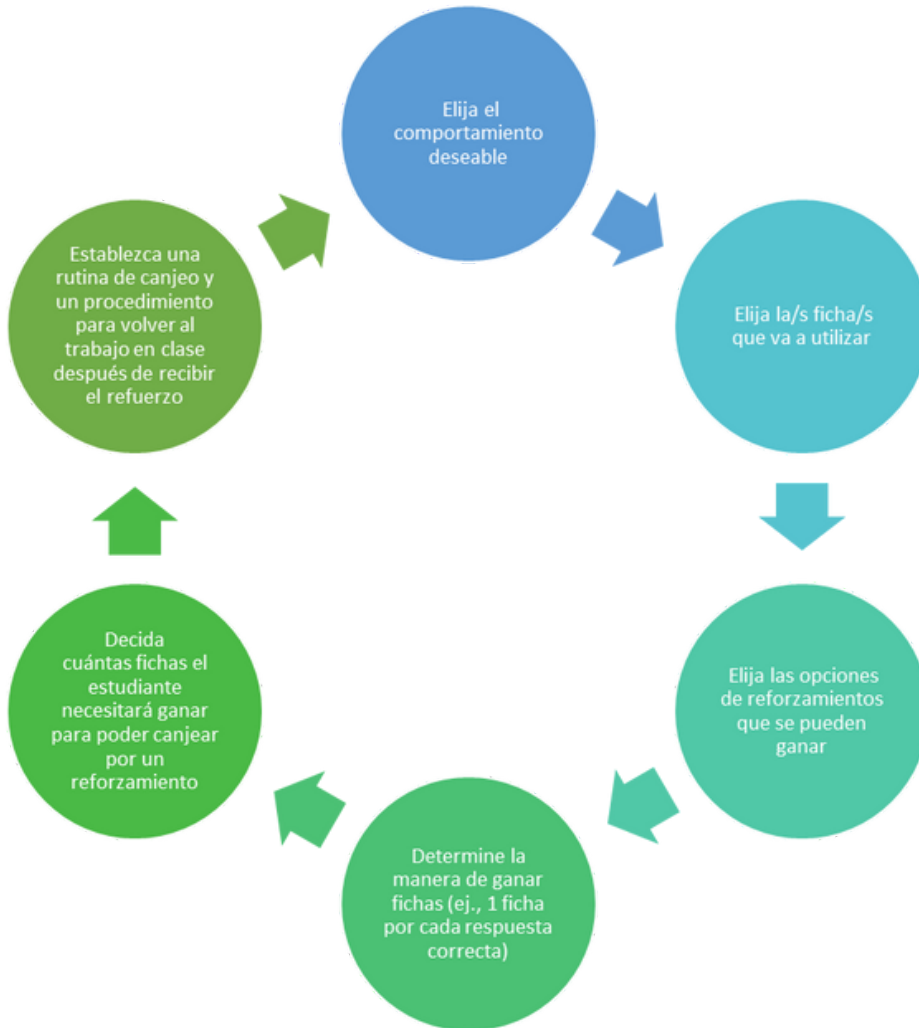 Elija el
comportamiento
deseable
Elija la/s ficha/s
que va a utilizar
Elija las opciones
de reforzamientos
que se pueden
ganar
Determine la
manera de ganar
fichas (ej., 1 ficha
por cada respuesta
correcta)
Decida
cuántas fichas el
estudiante
necesitará ganar
para poder canjear
por un
reforzamiento
Establezca una
rutina de canjeo y
un procedimiento
para volver al
trabajo en clase
después de recibir
el refuerzo